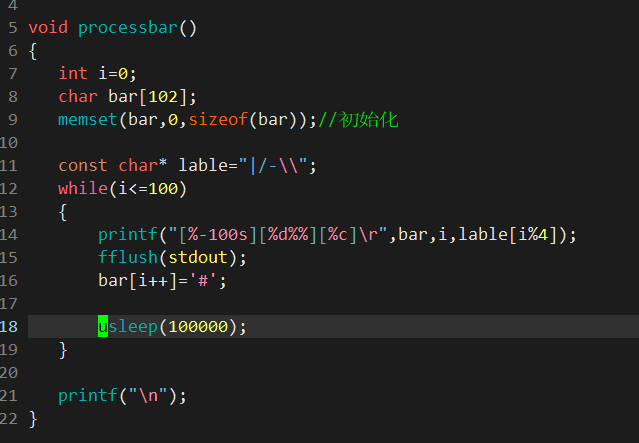 4
5 void processbar()
6 {
7    int i=0;
8    char bar[102];
9    memset(bar,0,sizeof(bar));//初始化
10
11    const char* lable="|/-\\";
12    while(i<=100)
13    {
14        printf("[%-100s][%d%%][%c]\r",bar,i,lable[i%4]);
15        fflush(stdout);
16        bar[i++]='#';
17
18        usleep(100000);
19    }
20
21    printf("\n");
22 }